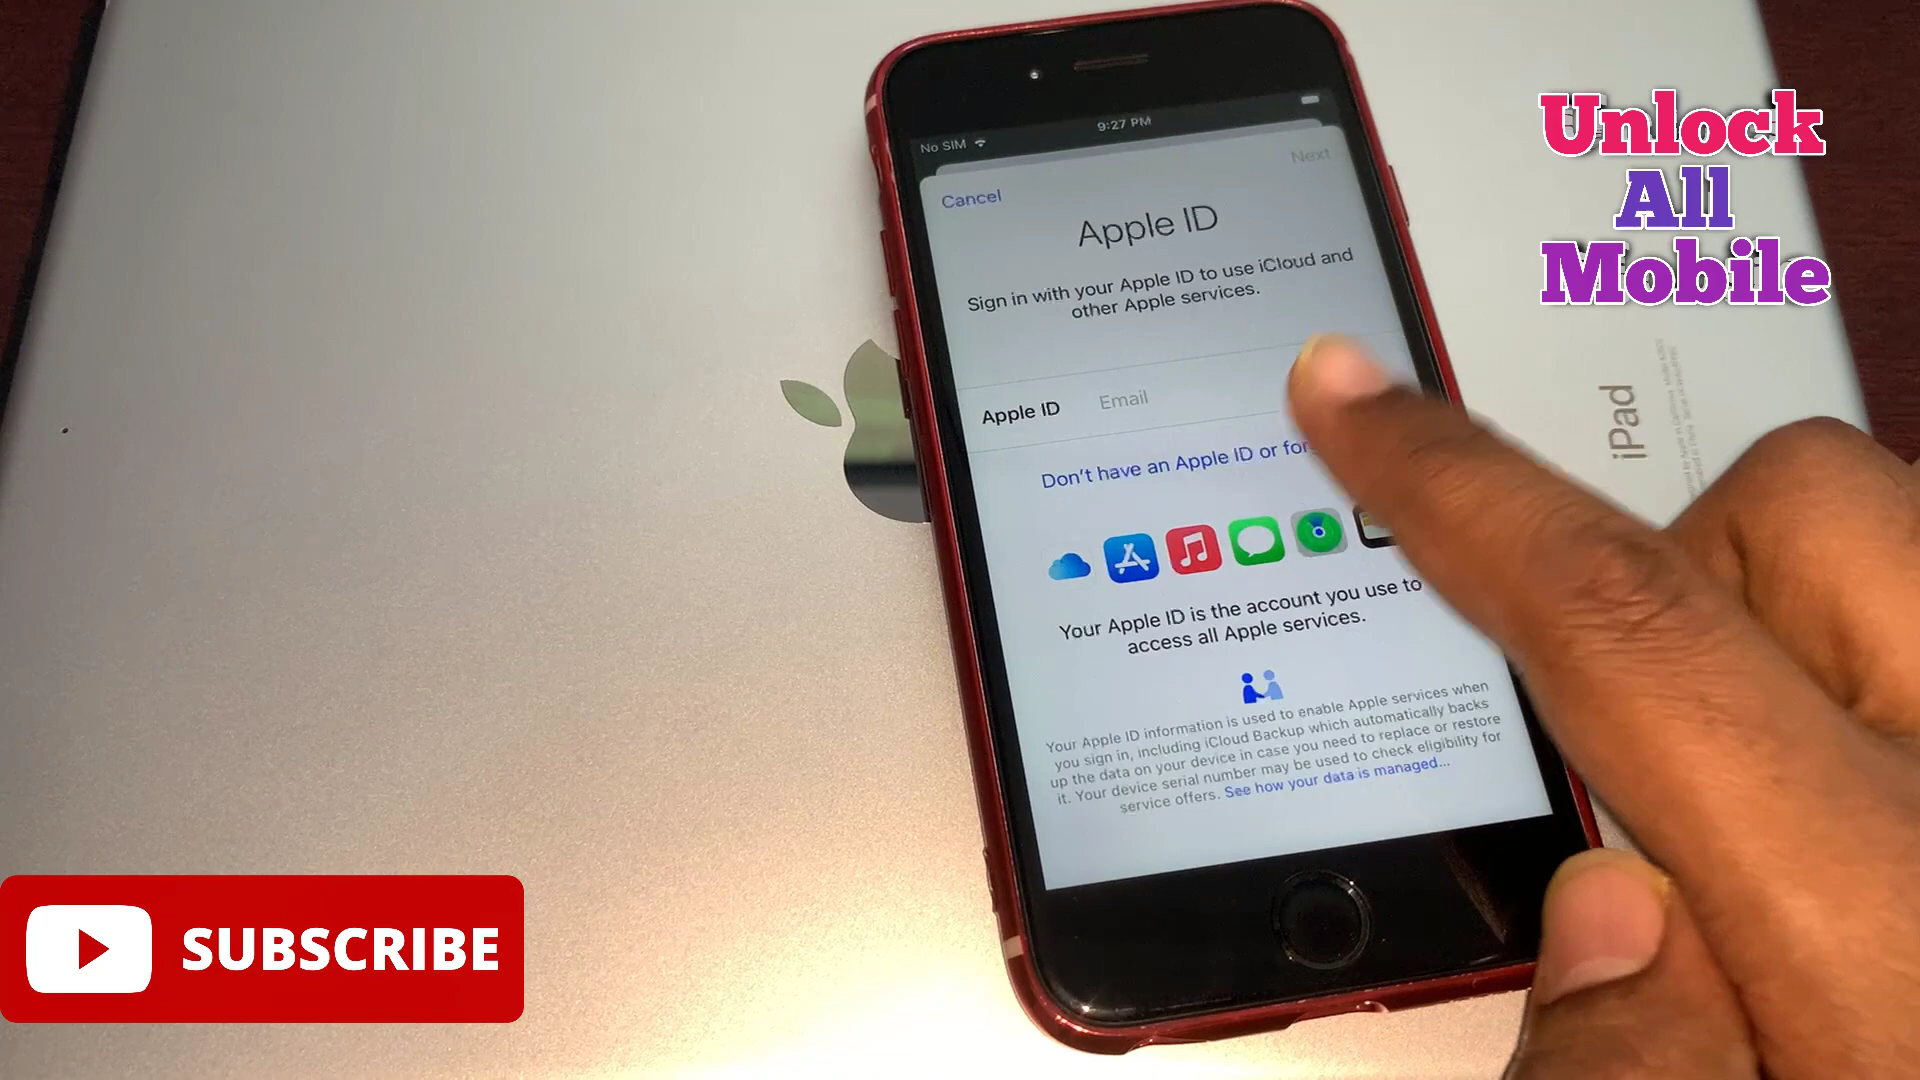 Unlock
All
Mobile
No SIM
9:27 PM
Cancel
Next
Apple ID
Sign in with your Apple ID to use iCloud and
other Apple services.
Apple ID
Email
Don't have an Apple ID or for
Your Apple ID is the account you use to
access all Apple services.
Your Apple ID information is used to enable Apple services when
you sign in, including iCloud Backup which automatically backs
up the data on your device in case you need to replace or restore
it. Your device serial number may be used to check eligibility for
service offers. See how your data is managed...
iPad
SUBSCRIBE